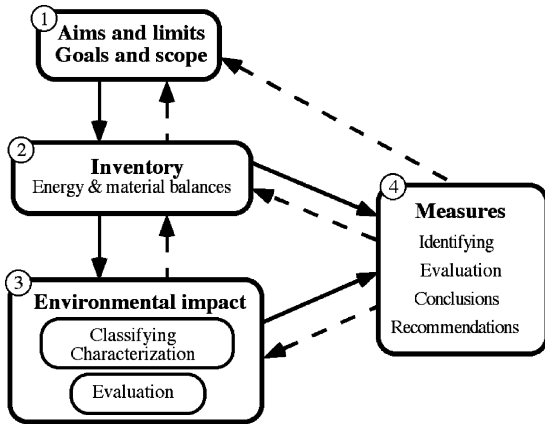 1
Aims and limits
Goals and scope
2
Inventory
Energy & material balances
3
Environmental impact
Classifying
Characterization
Evaluation
4
Measures
Identifying
Evaluation
Conclusions
Recommendations